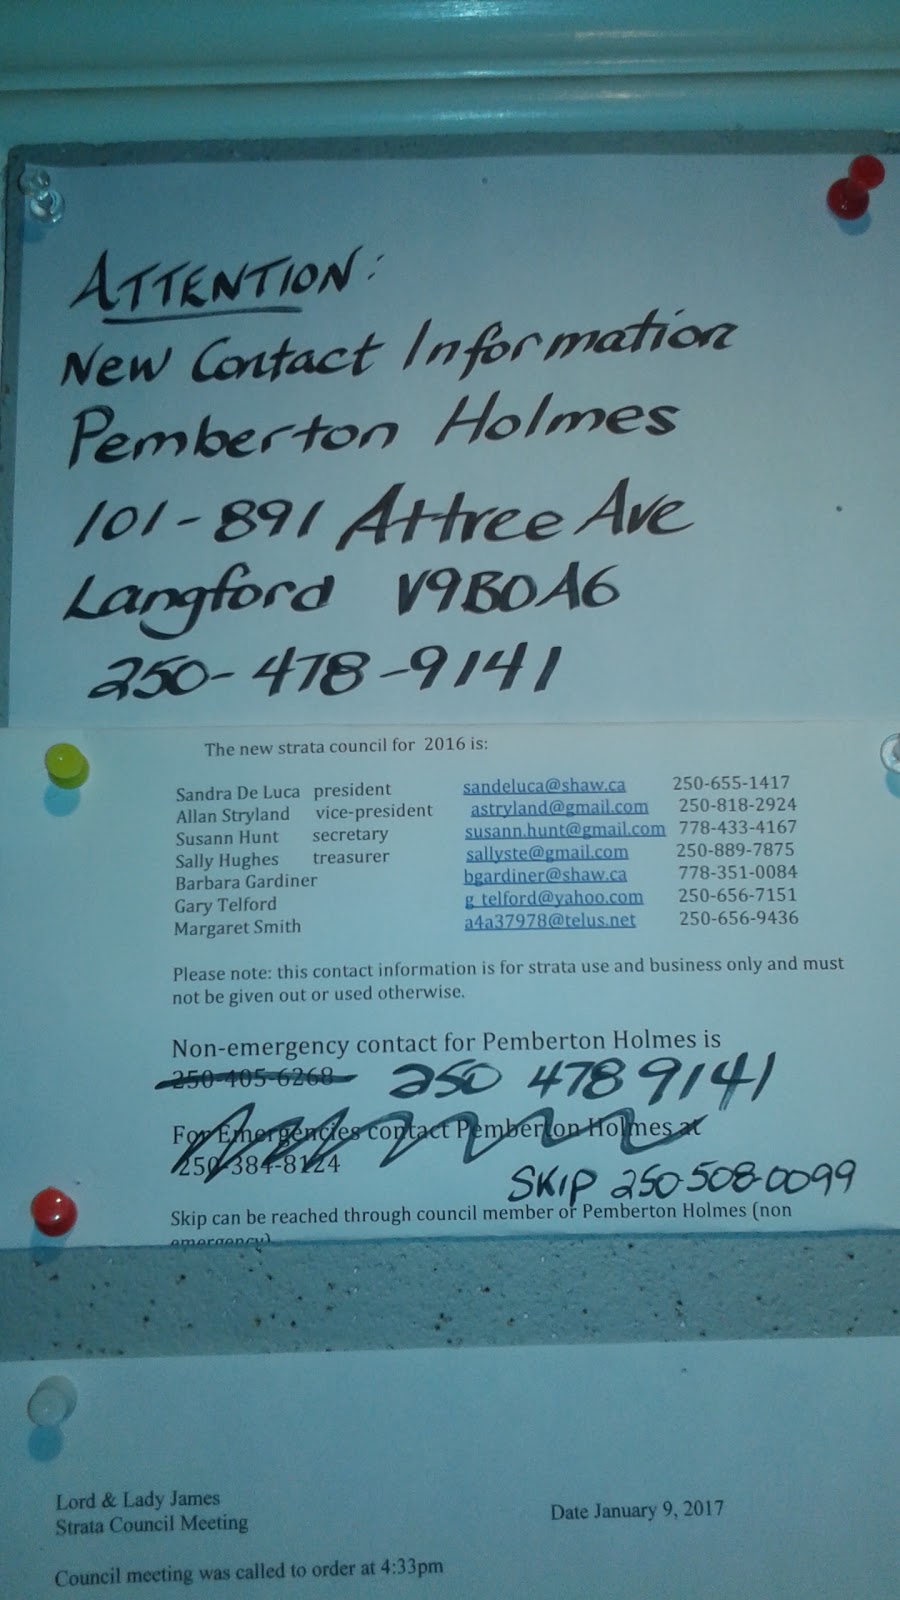 ATTENTION:
New Contact Information
Pemberton Holmes
101-891 Attree Ave
Langford V9B0A6
250-478-9141
The new strata council for 2016 is:
Sandra De Luca president sandeluca@shaw.ca 250-655-1417
Allan Stryland vice-president astryland@gmail.com 250-818-2924
Susann Hunt secretary susann.hunt@gmail.com 778-433-4167
Sally Hughes treasurer sallyste@gmail.com 250-889-7875
Barbara Gardiner bgardiner@shaw.ca 778-351-0084
Gary Telford g_telford@yahoo.com 250-656-7151
Margaret Smith a4a37978@telus.net 250-656-9436
Please note: this contact information is for strata use and business only and must
not be given out or used otherwise.
Non-emergency contact for Pemberton Holmes is
250-405-6268 250 478 9141
For Emergencies contact Pemberton Holmes at
250-384-8124
SKIP 250-508-0099
Skip can be reached through council member or Pemberton Holmes (non
emergency)
Lord & Lady James
Strata Council Meeting Date January 9, 2017
Council meeting was called to order at 4:33pm